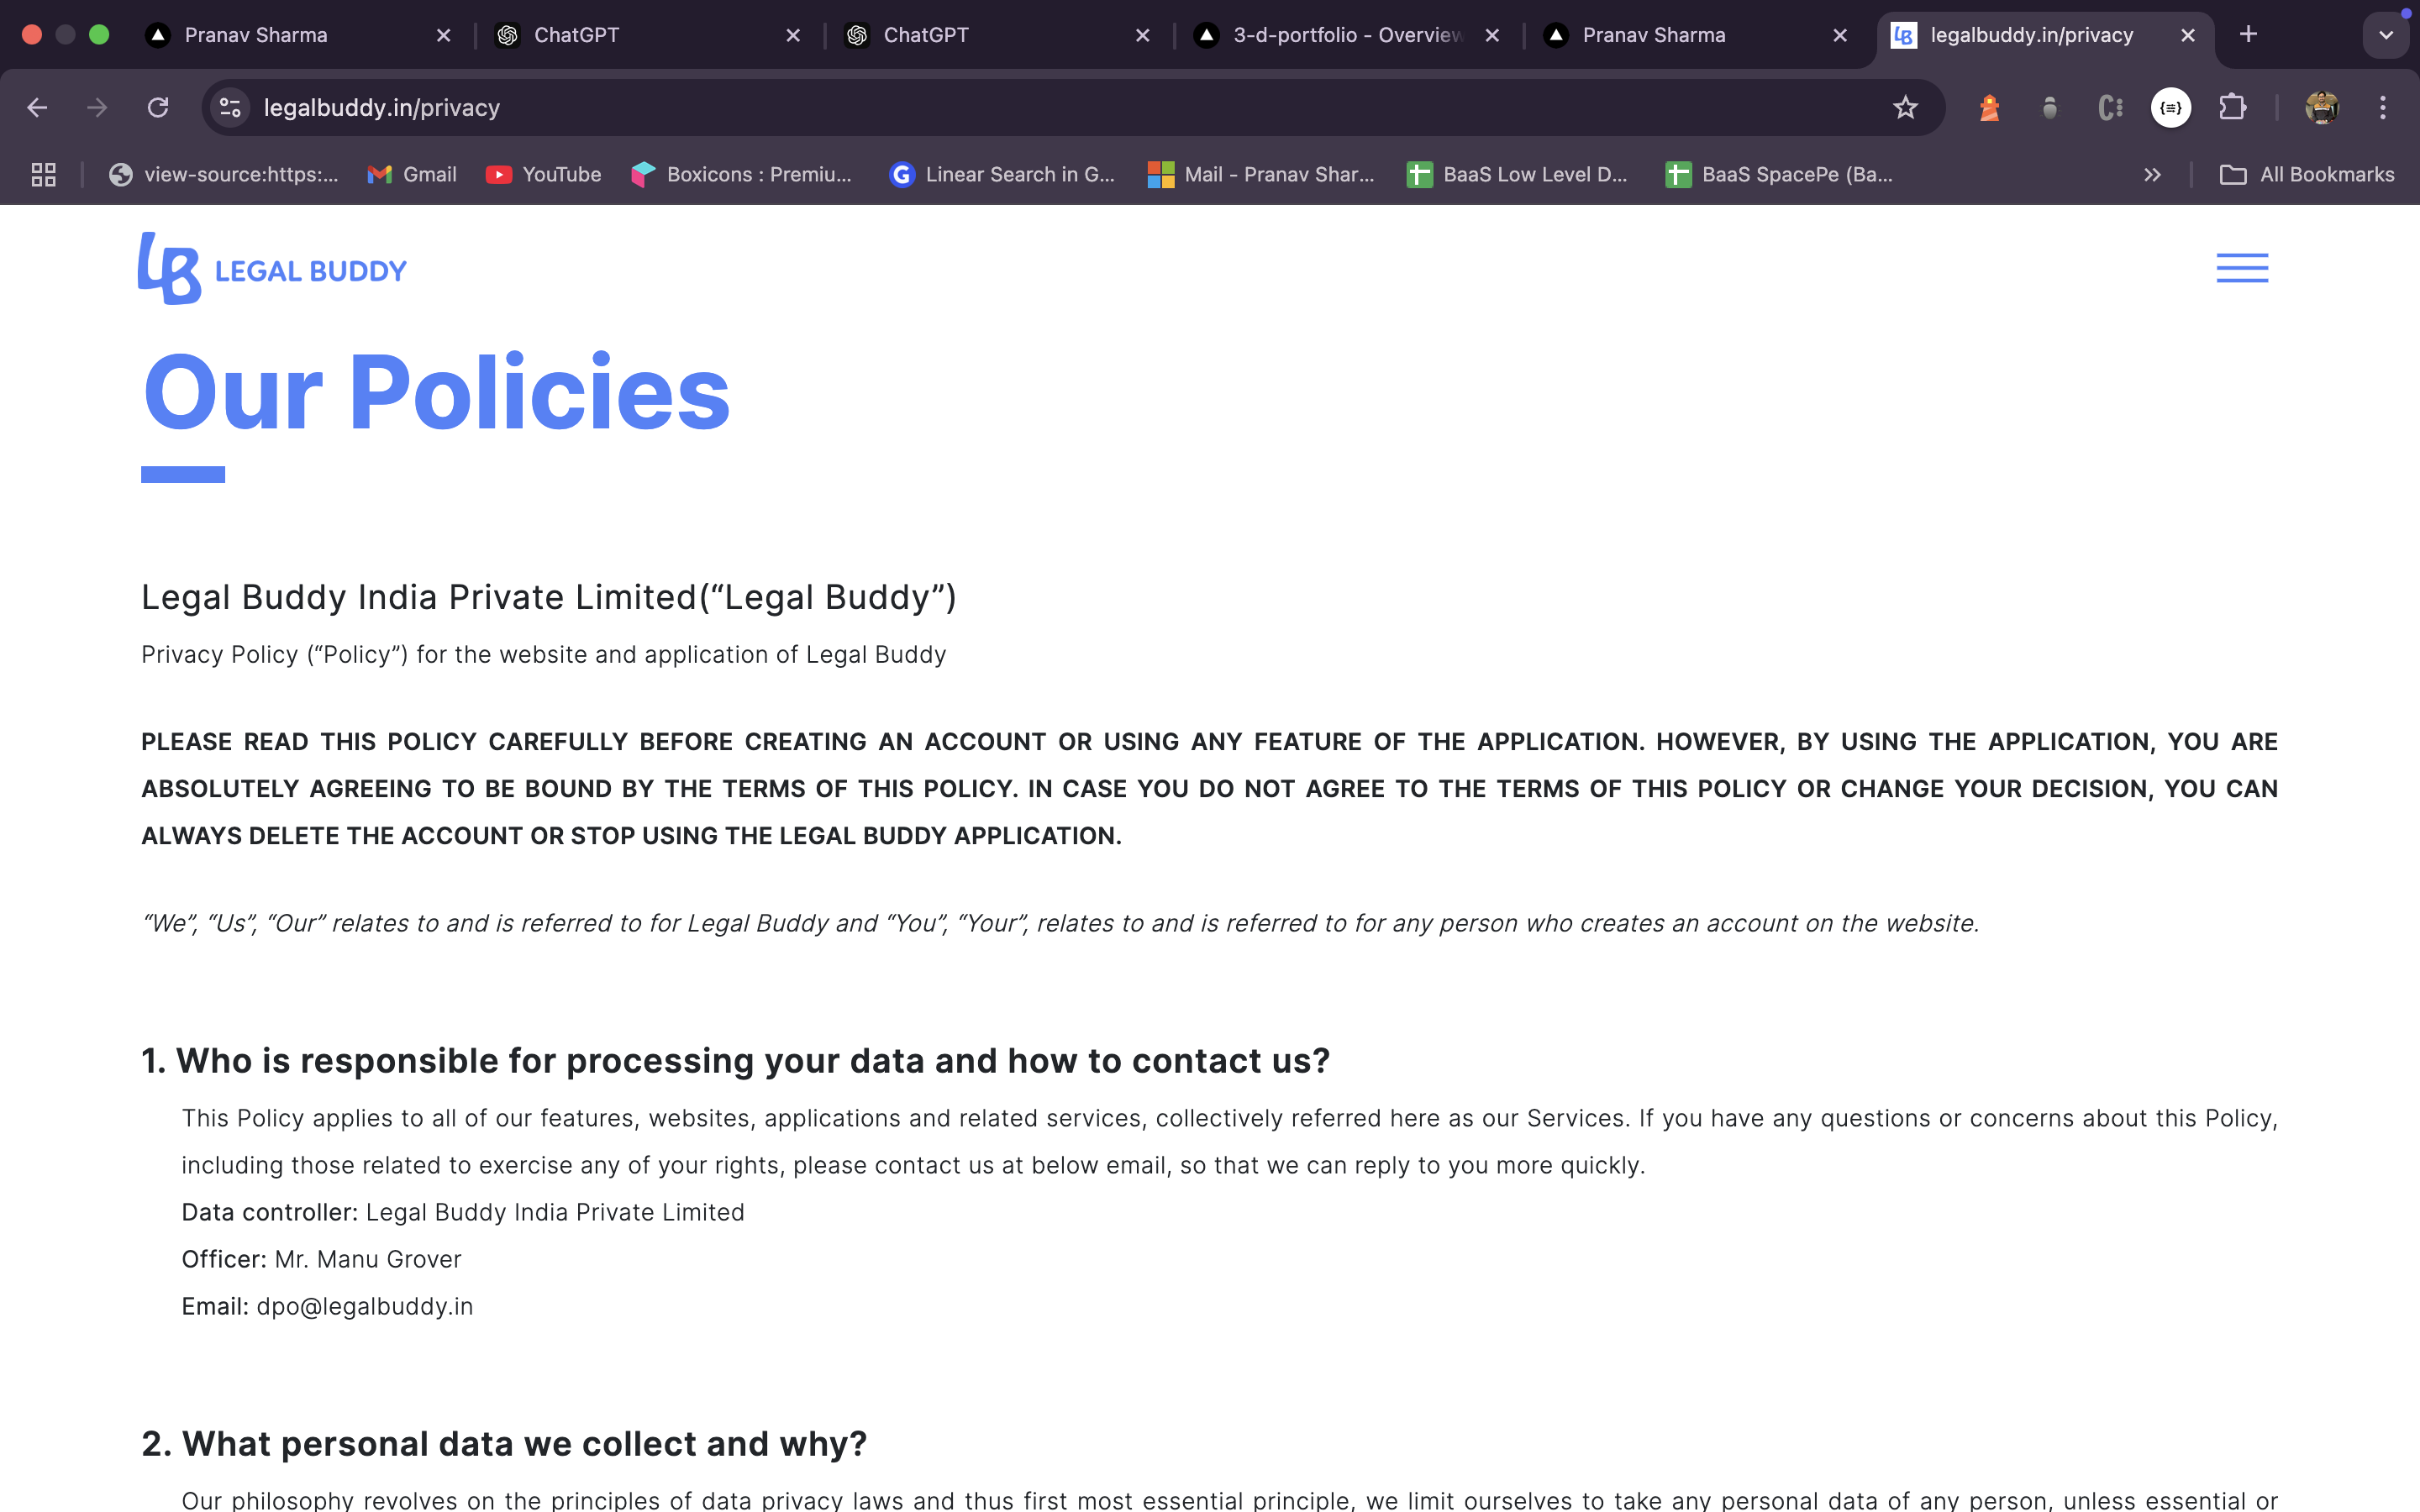 Pranav Sharma
ChatGPT
ChatGPT
3-d-portfolio - Overview
Pranav Sharma
legalbuddy.in/privacy
legalbuddy.in/privacy
view-source:https:...
Gmail
YouTube
Boxicons : Premiu...
Linear Search in G...
Mail - Pranav Shar...
BaaS Low Level D...
BaaS SpacePe (Ba...
All Bookmarks
LB LEGAL BUDDY
Our Policies
Legal Buddy India Private Limited(“Legal Buddy”)
Privacy Policy (“Policy”) for the website and application of Legal Buddy
PLEASE READ THIS POLICY CAREFULLY BEFORE CREATING AN ACCOUNT OR USING ANY FEATURE OF THE APPLICATION. HOWEVER, BY USING THE APPLICATION, YOU ARE
ABSOLUTELY AGREEING TO BE BOUND BY THE TERMS OF THIS POLICY. IN CASE YOU DO NOT AGREE TO THE TERMS OF THIS POLICY OR CHANGE YOUR DECISION, YOU CAN
ALWAYS DELETE THE ACCOUNT OR STOP USING THE LEGAL BUDDY APPLICATION.
“We”, “Us”, “Our” relates to and is referred to for Legal Buddy and “You”, “Your”, relates to and is referred to for any person who creates an account on the website.
1. Who is responsible for processing your data and how to contact us?
This Policy applies to all of our features, websites, applications and related services, collectively referred here as our Services. If you have any questions or concerns about this Policy,
including those related to exercise any of your rights, please contact us at below email, so that we can reply to you more quickly.
Data controller: Legal Buddy India Private Limited
Officer: Mr. Manu Grover
Email: dpo@legalbuddy.in
2. What personal data we collect and why?
Our philosophy revolves on the principles of data privacy laws and thus first most essential principle, we limit ourselves to take any personal data of any person, unless essential or